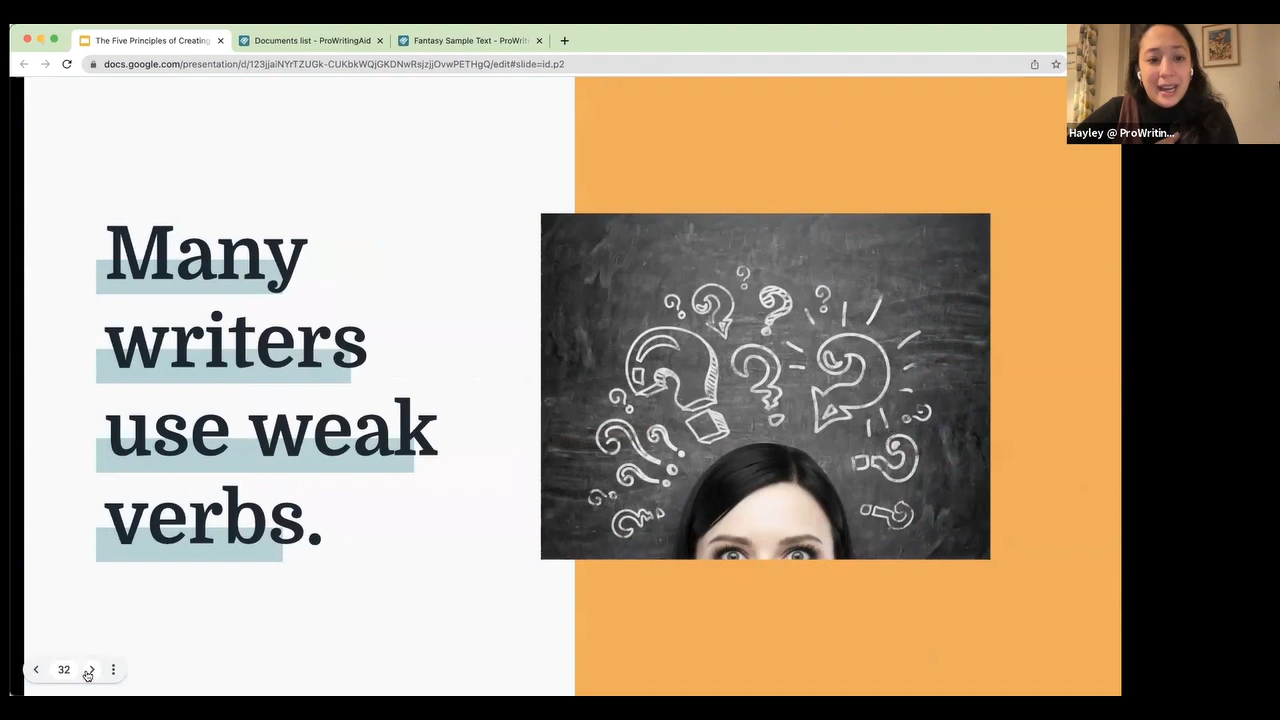 The Five Principles of Creating
Documents list - ProWritingAid
Fantasy Sample Text - ProWriti
docs.google.com/presentation/d/123jjaiNYrTZUGk-CUKbkWQjGKDNwRsjzjjOvwPETHgQ/edit#slide=id.p2
Hayley @ ProWritin...
Many
writers
use weak
verbs.
32